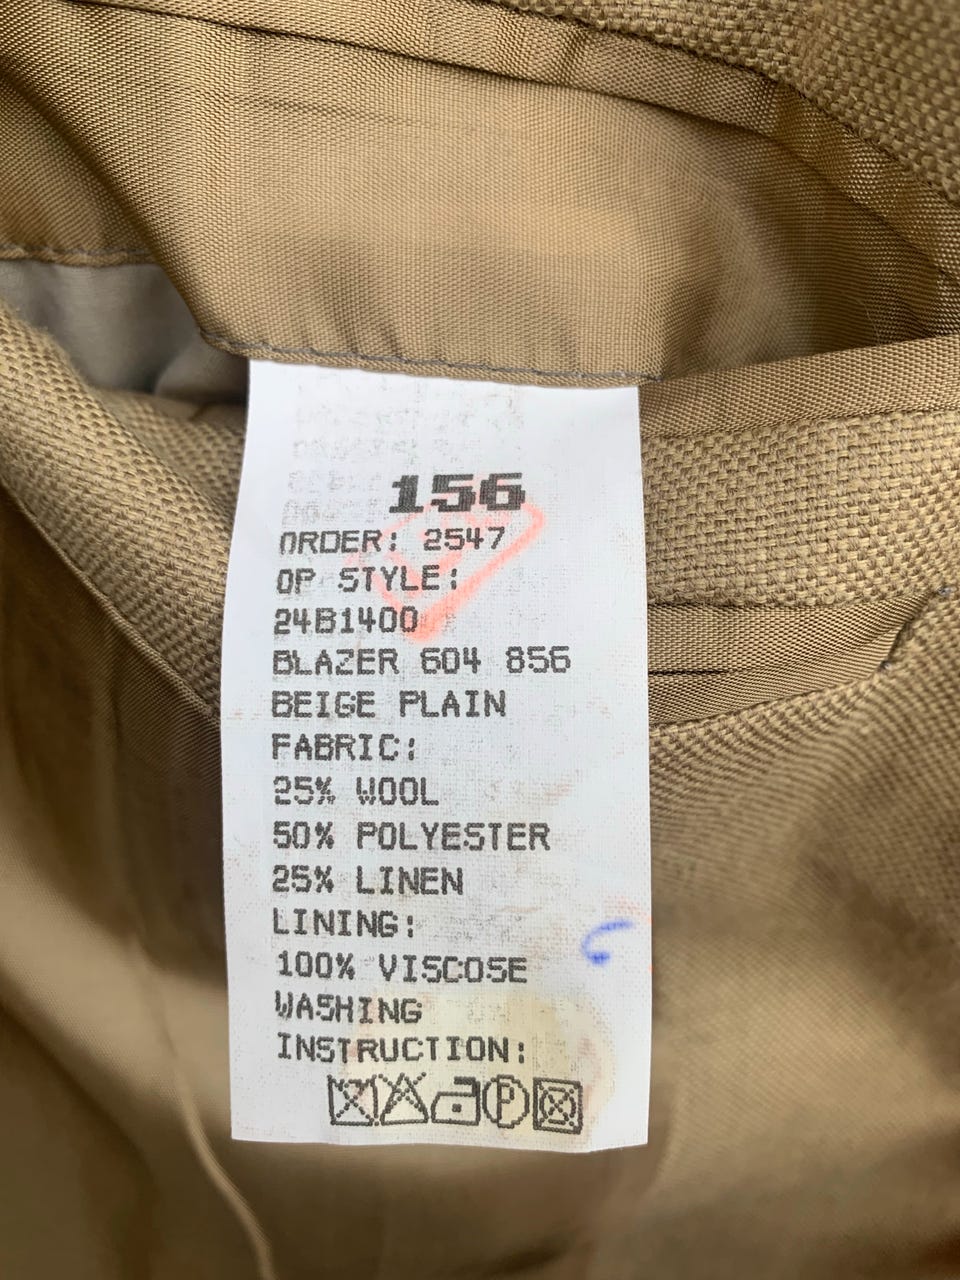 156
ORDER: 2547
OP STYLE:
24B1400
BLAZER 604 856
BEIGE PLAIN
FABRIC:
25% WOOL
50% POLYESTER
25% LINEN
LINING:
100% VISCOSE
WASHING
INSTRUCTION:
P